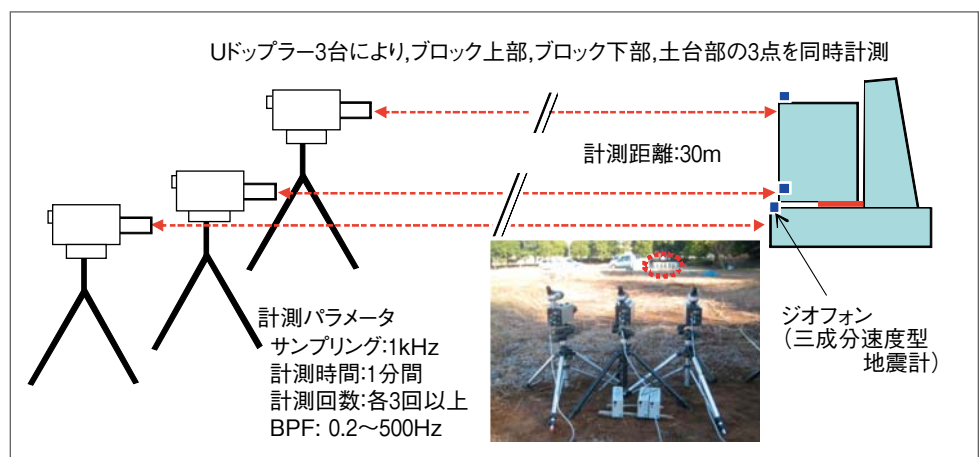 Uドップラー3台により,ブロック上部,ブロック下部,土台部の3点を同時計測
計測距離:30m
計測パラメータ
サンプリング:1kHz
計測時間:1分間
計測回数:各3回以上
BPF: 0.2～500Hz
ジオフォン
（三成分速度型
地震計）